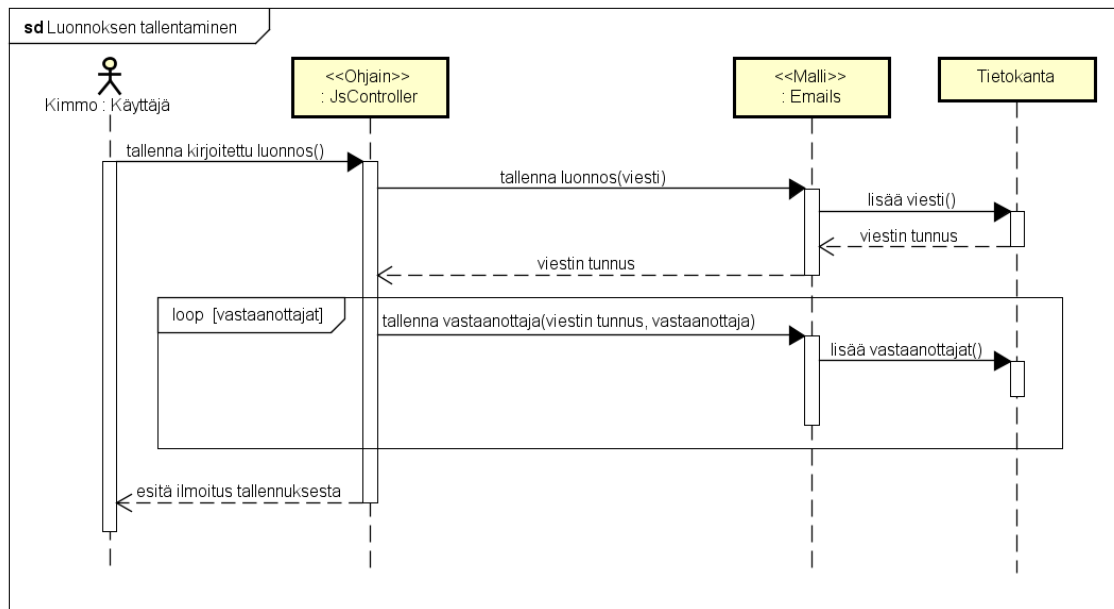 sd Luonnoksen tallentaminen
Kimmo : Käyttäjä
<<Ohjain>>
: JsController
<<Malli>>
: Emails
Tietokanta
tallenna kirjoitettu luonnos()
tallenna luonnos(viesti)
lisää viesti()
viestin tunnus
viestin tunnus
loop [vastaanottajat]
tallenna vastaanottaja(viestin tunnus, vastaanottaja)
lisää vastaanottajat()
esitä ilmoitus tallennuksesta